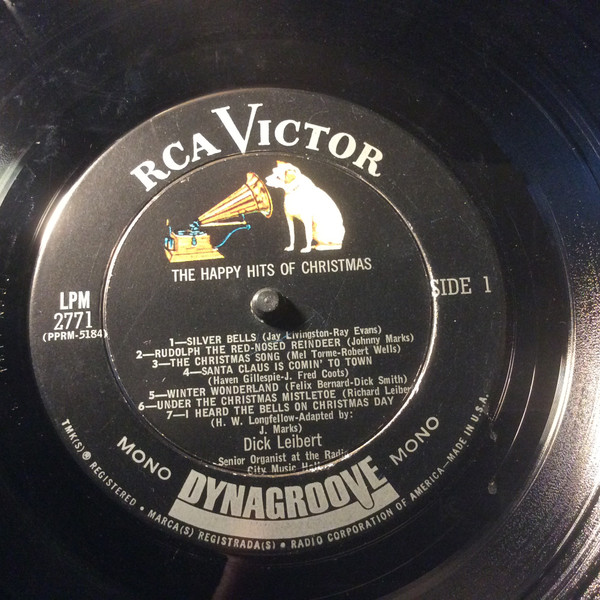 RCA VICTOR
THE HAPPY HITS OF CHRISTMAS
LPM
2771
(PPRM-5184)
SIDE 1
1—SILVER BELLS (Jay Livingston-Ray Evans)
2—RUDOLPH THE RED-NOSED REINDEER (Johnny Marks)
3—THE CHRISTMAS SONG (Mel Torme-Robert Wells)
4—SANTA CLAUS IS COMIN' TO TOWN
(Haven Gillespie-J. Fred Coots)
5—WINTER WONDERLAND (Felix Bernard-Dick Smith)
6—UNDER THE CHRISTMAS MISTLETOE (Richard Leiber
7—I HEARD THE BELLS ON CHRISTMAS DAY
(H. W. Longfellow-Adapted by:
J. Marks)
Dick Leibert
Senior Organist at the Radio
City Music
MONO DYNAGROOVE MONO
TMK(S) ® REGISTERED • MARCA(S) REGISTRADA(S) • RADIO CORPORATION OF AMERICA—MADE IN U.S.A.